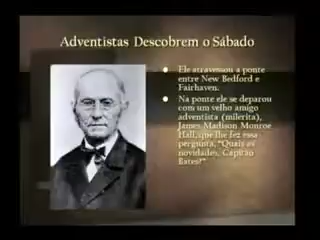 Adventistas Descobrem o Sábado
Ele atravessou a ponte
entre New Bedford e
Fairhaven.
Na ponte ele se deparou
com um velho amigo
adventista (milerita),
James Madison Monroe
Hall, que lhe fez essa
pergunta, "Quais as
novidades, Capitão
Bates?"